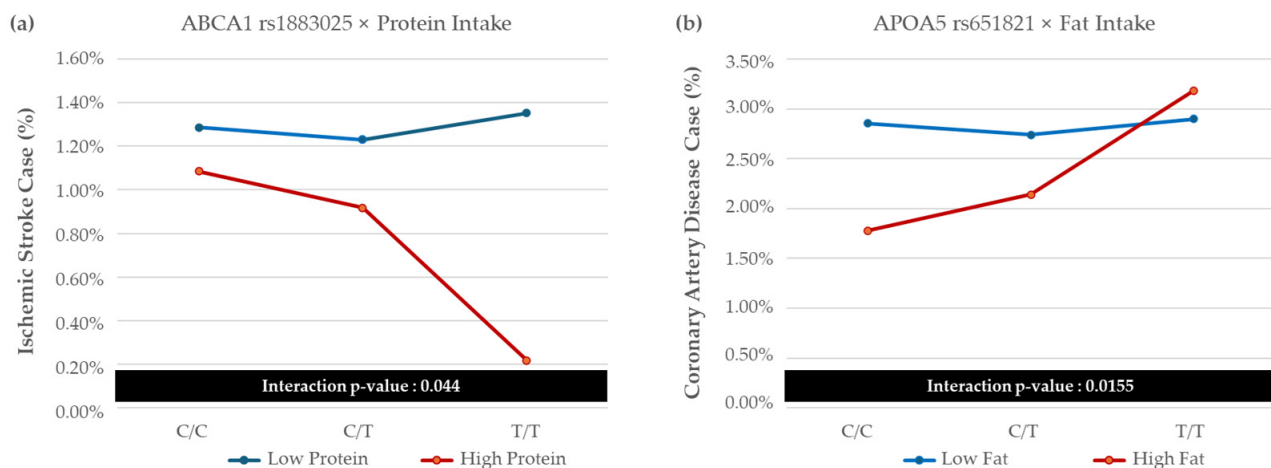 (a) ABCA1 rs1883025 × Protein Intake
Ischemic Stroke Case (%)
1.60%
1.40%
1.20%
1.00%
0.80%
0.60%
0.40%
0.20%
0.00%
Interaction p-value : 0.044
C/C C/T T/T
Low Protein High Protein
(b) APOA5 rs651821 × Fat Intake
Coronary Artery Disease Case (%)
3.50%
3.00%
2.50%
2.00%
1.50%
1.00%
0.50%
0.00%
Interaction p-value : 0.0155
C/C C/T T/T
Low Fat High Fat